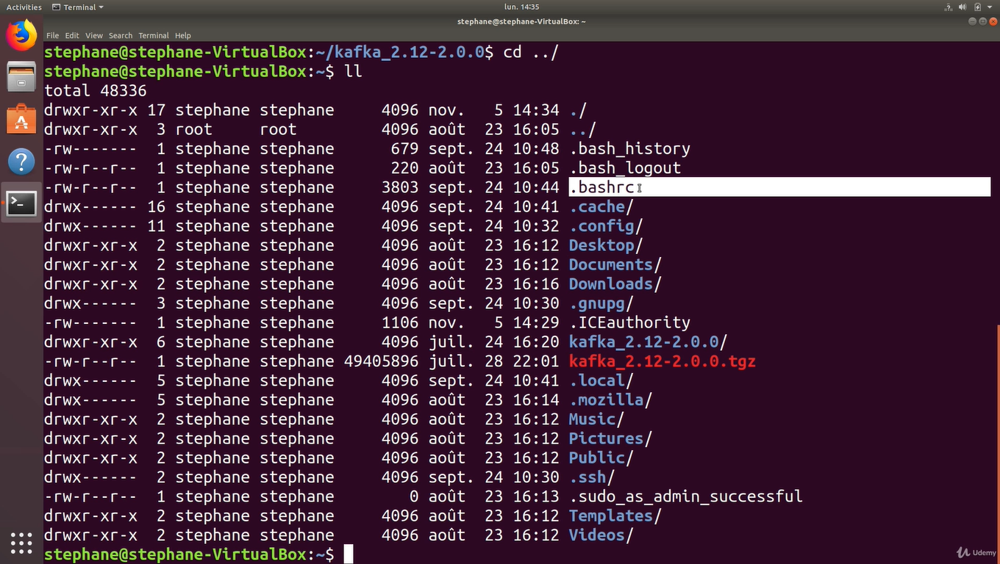 Activities Terminal lun. 14:35
stephane@stephane-VirtualBox: ~
File Edit View Search Terminal Help
stephane@stephane-VirtualBox:~/kafka_2.12-2.0.0$ cd ../
stephane@stephane-VirtualBox:~$ ll
total 48336
drwxr-xr-x 17 stephane stephane 4096 nov. 5 14:34 ./
drwxr-xr-x 3 root root 4096 août 23 16:05 ../
-rw------- 1 stephane stephane 679 sept. 24 10:48 .bash_history
-rw-r--r-- 1 stephane stephane 220 août 23 16:05 .bash_logout
-rw-r--r-- 1 stephane stephane 3803 sept. 24 10:44 .bashrc
drwx------ 16 stephane stephane 4096 sept. 24 10:41 .cache/
drwx------ 11 stephane stephane 4096 sept. 24 10:32 .config/
drwxr-xr-x 2 stephane stephane 4096 août 23 16:12 Desktop/
drwxr-xr-x 2 stephane stephane 4096 août 23 16:12 Documents/
drwxr-xr-x 2 stephane stephane 4096 août 23 16:16 Downloads/
drwx------ 3 stephane stephane 4096 sept. 24 10:30 .gnupg/
-rw------- 1 stephane stephane 1106 nov. 5 14:29 .ICEauthority
drwxr-xr-x 6 stephane stephane 4096 juil. 24 16:20 kafka_2.12-2.0.0/
-rw-r--r-- 1 stephane stephane 49405896 juil. 28 22:01 kafka_2.12-2.0.0.tgz
drwx------ 5 stephane stephane 4096 sept. 24 10:41 .local/
drwx------ 5 stephane stephane 4096 août 23 16:14 .mozilla/
drwxr-xr-x 2 stephane stephane 4096 août 23 16:12 Music/
drwxr-xr-x 2 stephane stephane 4096 août 23 16:12 Pictures/
drwxr-xr-x 2 stephane stephane 4096 août 23 16:12 Public/
drwx------ 2 stephane stephane 4096 sept. 24 10:30 .ssh/
-rw-r--r-- 1 stephane stephane 0 août 23 16:13 .sudo_as_admin_successful
drwxr-xr-x 2 stephane stephane 4096 août 23 16:12 Templates/
drwxr-xr-x 2 stephane stephane 4096 août 23 16:12 Videos/
stephane@stephane-VirtualBox:~$
Udemy